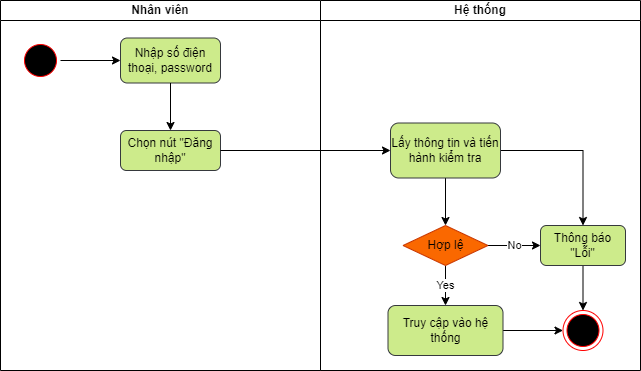 Nhân viên
Hệ thống
Nhập số điện
thoại, password
Chọn nút "Đăng
nhập"
Lấy thông tin và tiến
hành kiểm tra
Hợp lệ
No
Thông báo
"Lỗi"
Yes
Truy cập vào hệ
thống